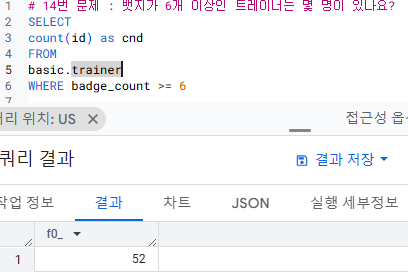 1 # 14번 문제 : 뱃지가 6개 이상인 트레이너는 몇 명이 있나요?
2 SELECT
3 count(id) as cnd
4 FROM
5 basic.trainer
6 WHERE badge_count >= 6
7
리 위치: US ✕ 접근성 옵션
쿼리 결과 결과 저장
작업 정보 결과 차트 JSON 실행 세부정보
f0_
1 52